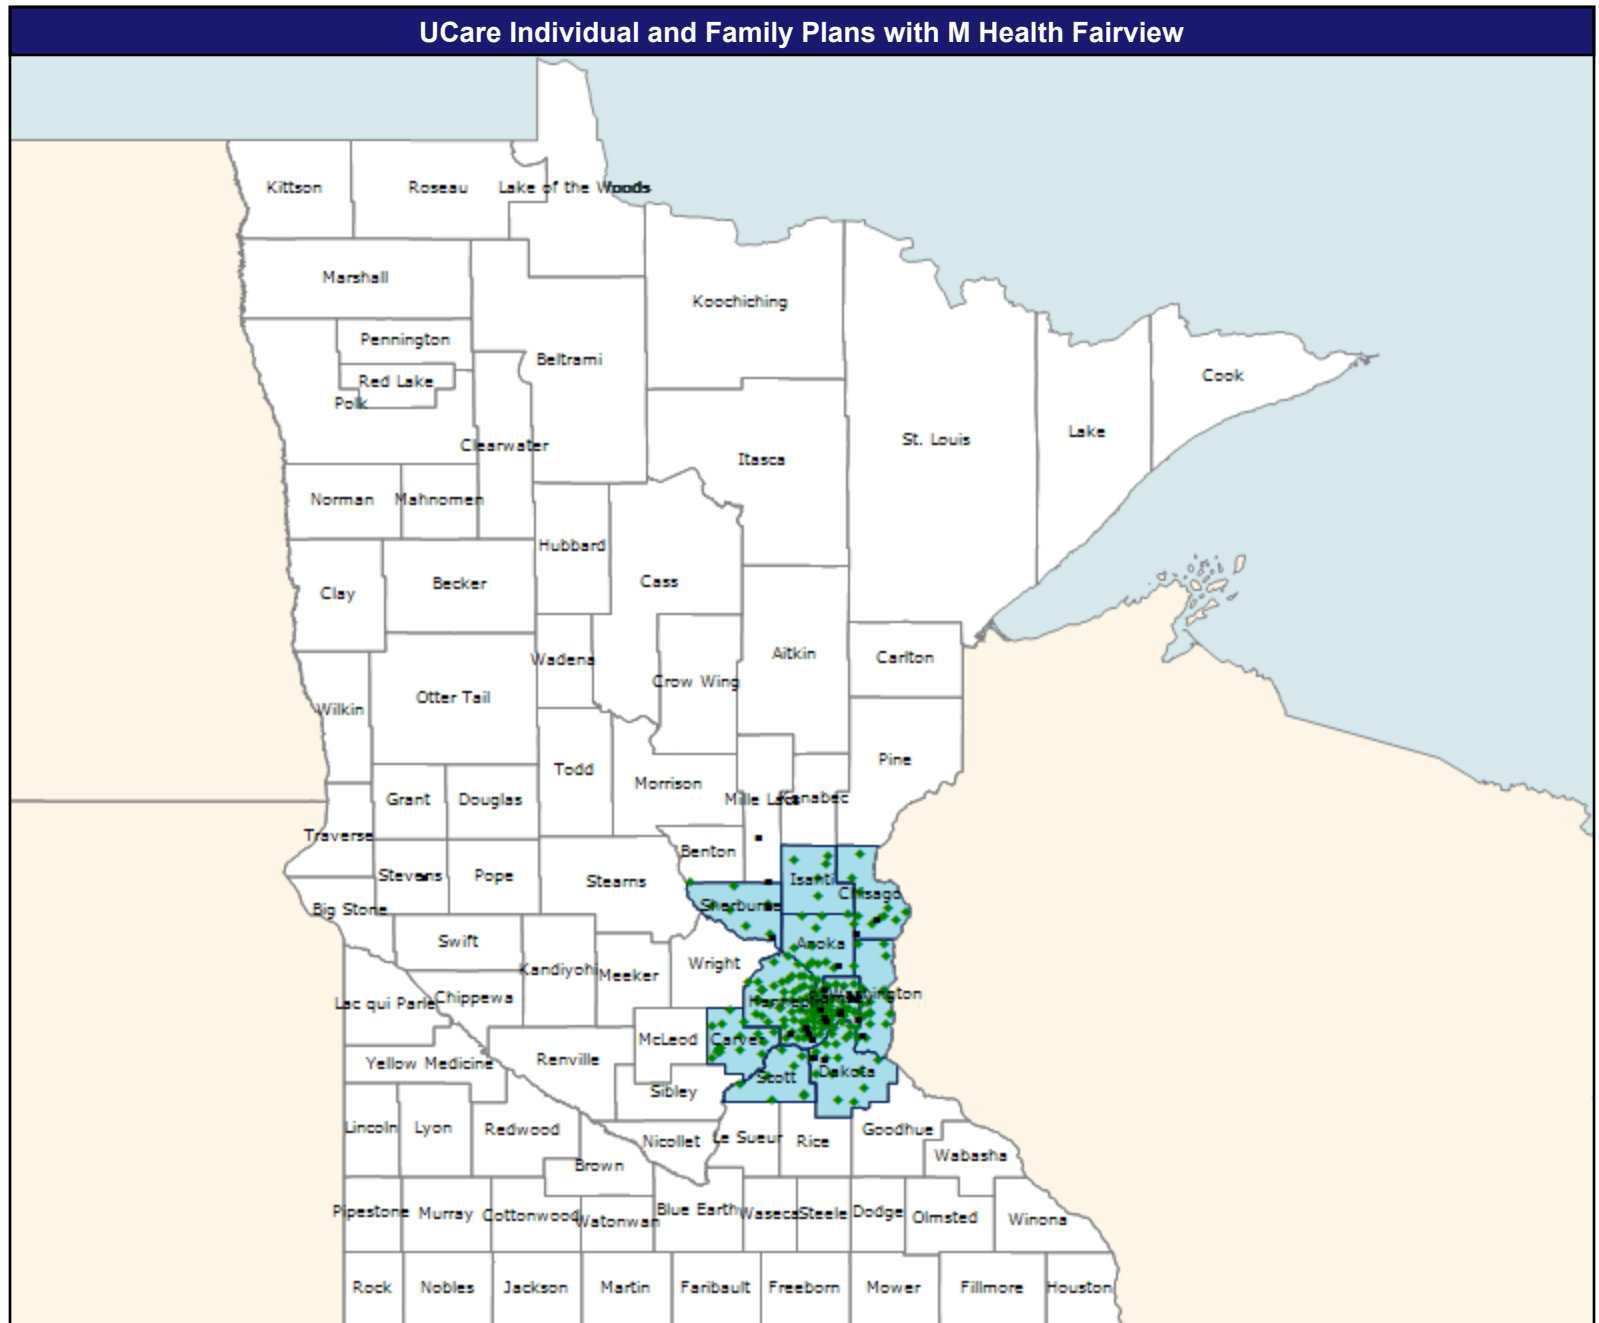 UCare Individual and Family Plans with M Health Fairview
Kittson
Roseau
Lake of the Woods
Marshall
Koochiching
Pennington
Beltrami
Red Lake
Cook
Polk
Lake
St. Louis
Clearwater
Itasca
Norman
Mahnomen
Hubbard
Cass
Becker
Clay
Aitkin
Carlton
Wadena
Crow Wing
Otter Tail
Wilkin
Pine
Todd
Morrison
Grant
Douglas
Mille Lacs
Kanabec
Traverse
Benton
Stevens
Pope
Stearns
Isanti
Chisago
Big Stone
Sherburne
Swift
Anoka
Wright
Kandiyohi
Meeker
Chippewa
Lac qui Parle
Hennepin
Washington
McLeod
Carver
Renville
Yellow Medicine
Scott
Dakota
Sibley
Lincoln
Lyon
Redwood
Nicollet
Le Sueur
Rice
Goodhue
Wabasha
Brown
Pipestone
Murray
Cottonwood
Watonwan
Blue Earth
Waseca
Steele
Dodge
Olmsted
Winona
Rock
Nobles
Jackson
Martin
Faribault
Freeborn
Mower
Fillmore
Houston